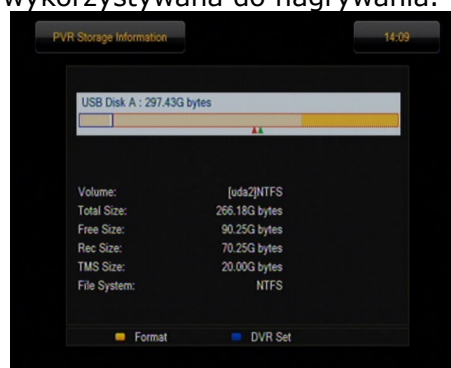 wykorzystywana do nagrywania.
PVR Storage Information 14:09
USB Disk A : 297.43G bytes
Volume: [uda2]NTFS
Total Size: 266.18G bytes
Free Size: 90.25G bytes
Rec Size: 70.25G bytes
TMS Size: 20.00G bytes
File System: NTFS
Format DVR Set